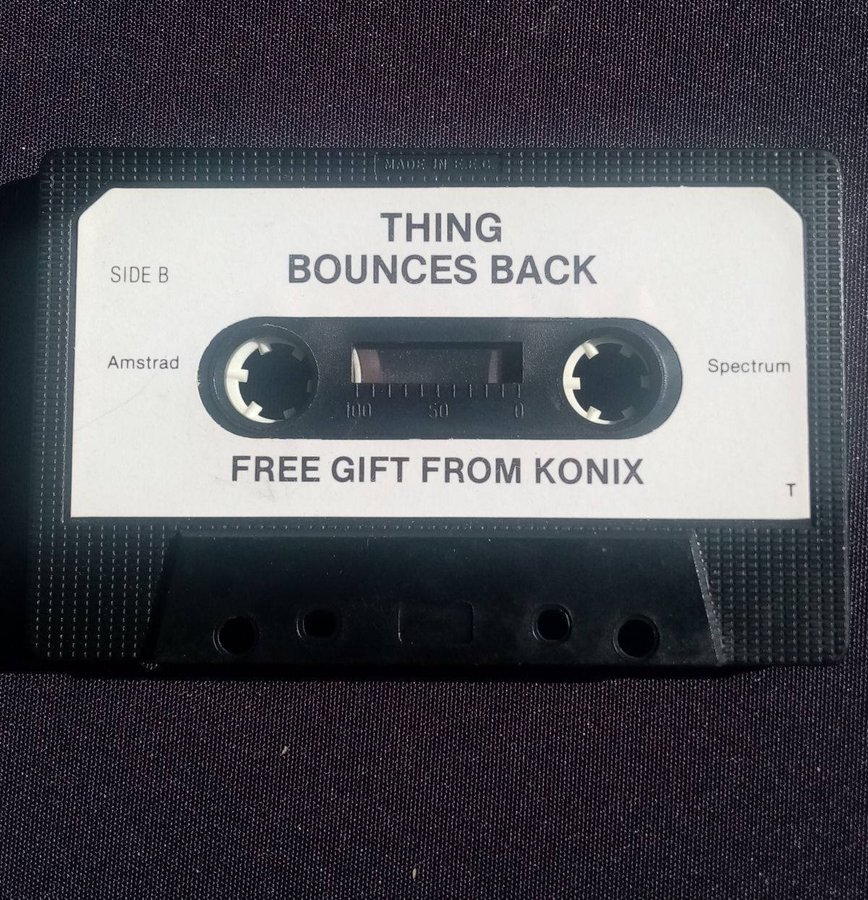 MADE IN E.E.C.
THING
BOUNCES BACK
SIDE B
Amstrad
Spectrum
100 50 0
FREE GIFT FROM KONIX
T